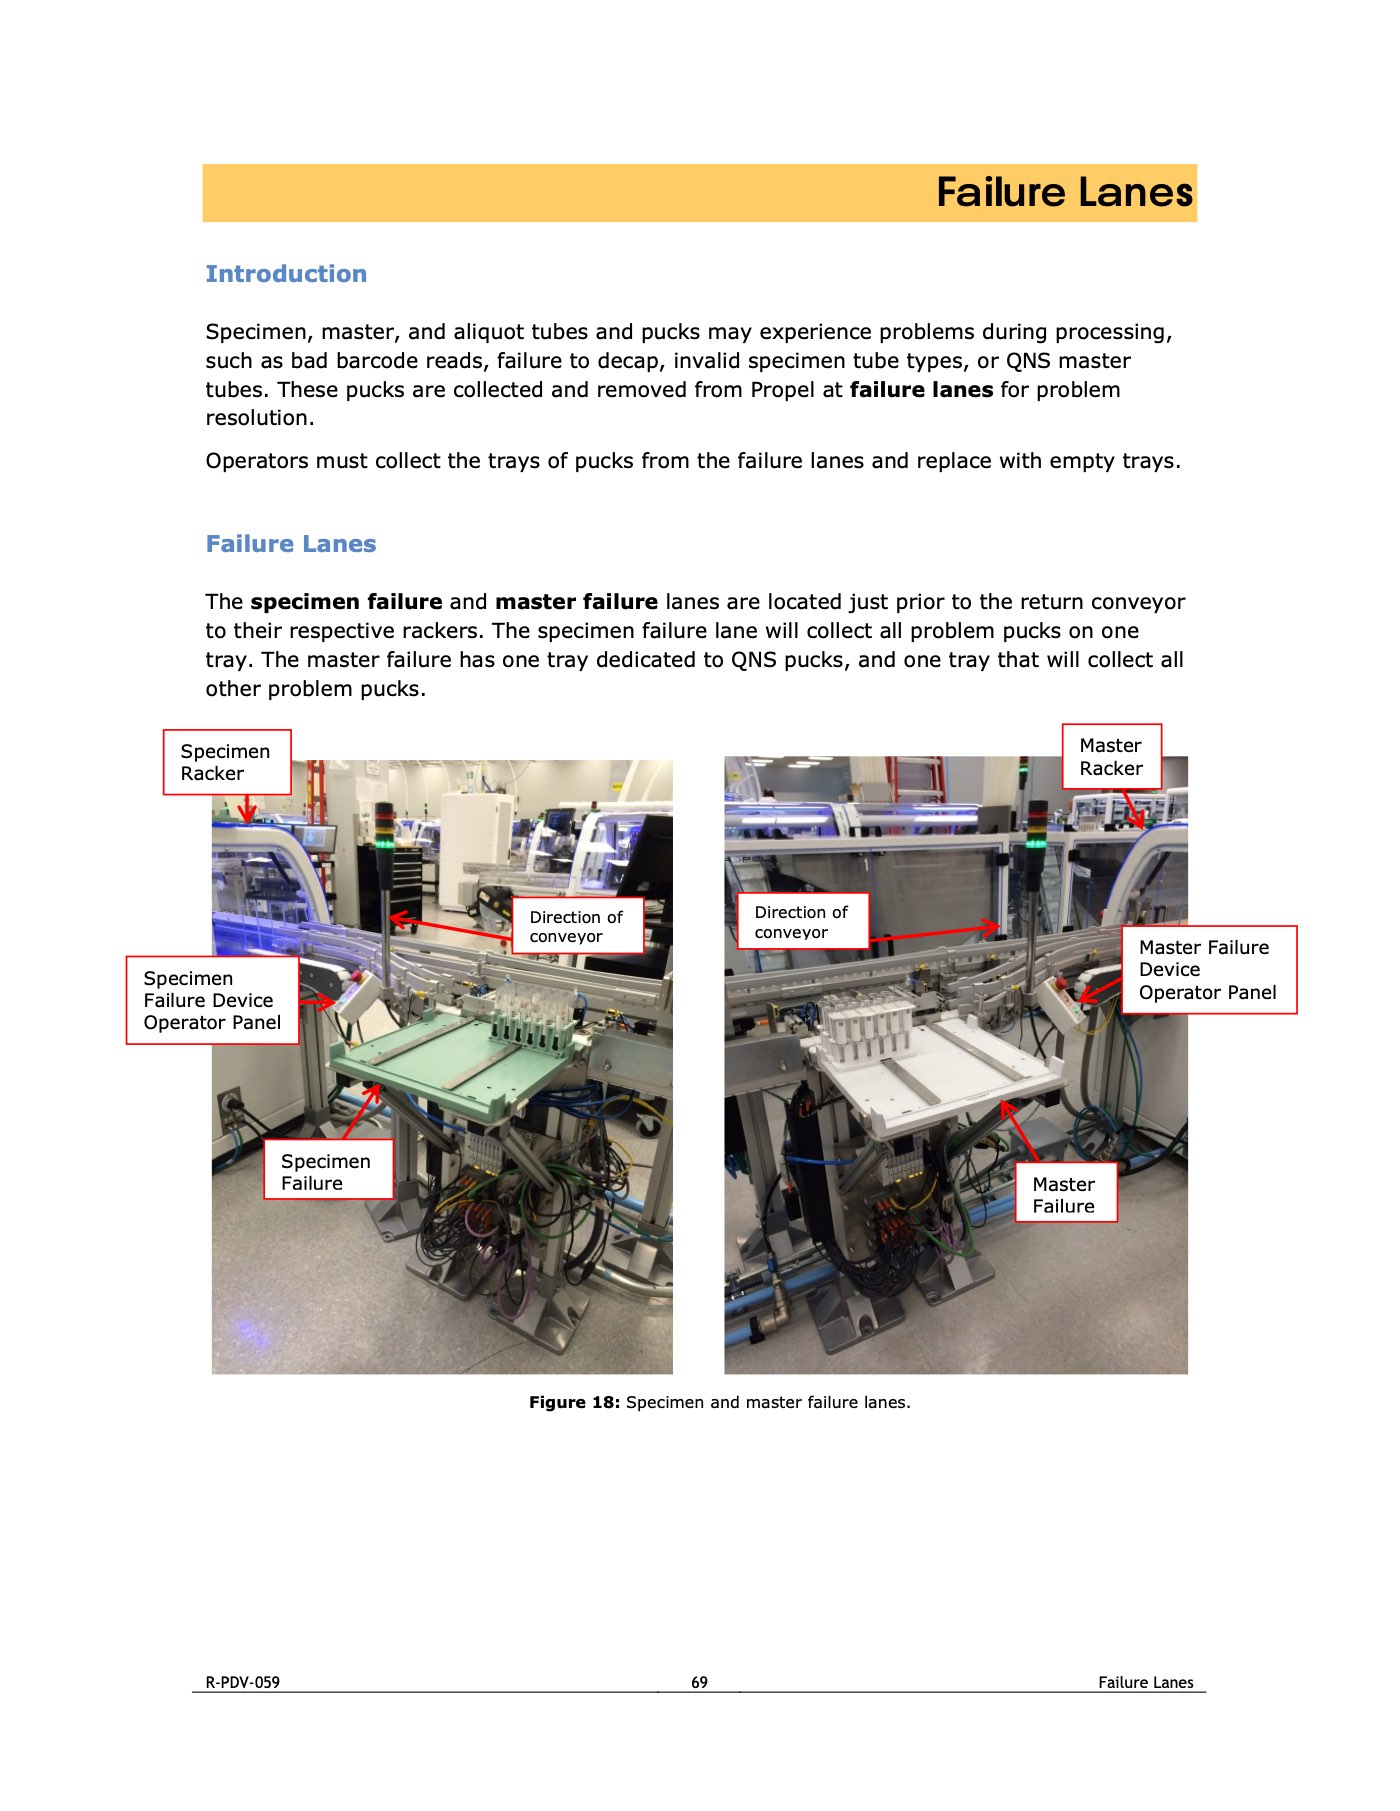 Failure Lanes
Introduction
Specimen, master, and aliquot tubes and pucks may experience problems during processing,
such as bad barcode reads, failure to decap, invalid specimen tube types, or QNS master
tubes. These pucks are collected and removed from Propel at failure lanes for problem
resolution.
Operators must collect the trays of pucks from the failure lanes and replace with empty trays.
Failure Lanes
The specimen failure and master failure lanes are located just prior to the return conveyor
to their respective rackers. The specimen failure lane will collect all problem pucks on one
tray. The master failure has one tray dedicated to QNS pucks, and one tray that will collect all
other problem pucks.
Specimen
Racker
Direction of
conveyor
Specimen
Failure Device
Operator Panel
Specimen
Failure
Master
Racker
Direction of
conveyor
Master Failure
Device
Operator Panel
Master
Failure
Figure 18: Specimen and master failure lanes.
R-PDV-059 69 Failure Lanes